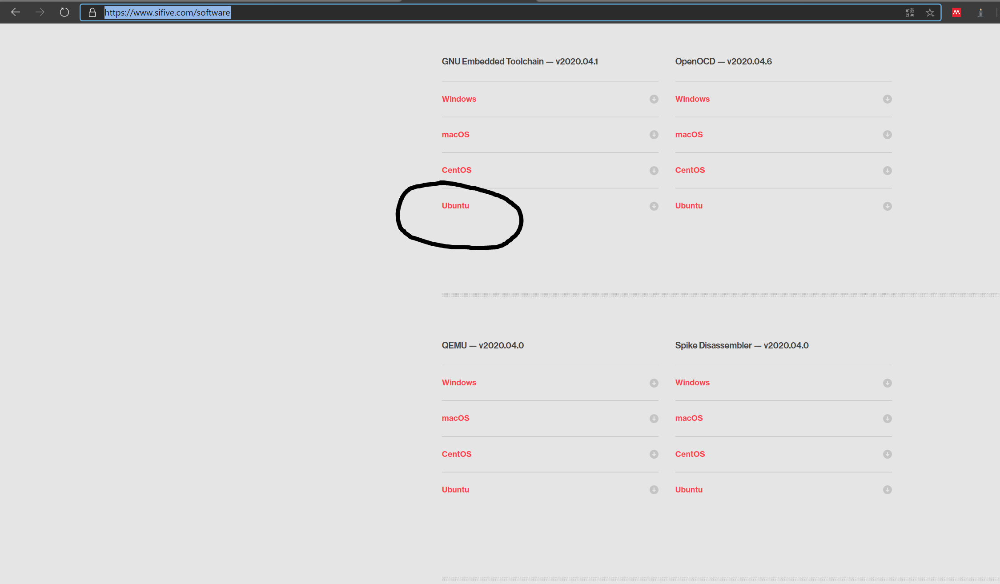 https://www.sifive.com/software
GNU Embedded Toolchain — v2020.04.1
Windows
macOS
CentOS
Ubuntu
OpenOCD — v2020.04.6
Windows
macOS
CentOS
Ubuntu
QEMU — v2020.04.0
Windows
macOS
CentOS
Ubuntu
Spike Disassembler — v2020.04.0
Windows
macOS
CentOS
Ubuntu